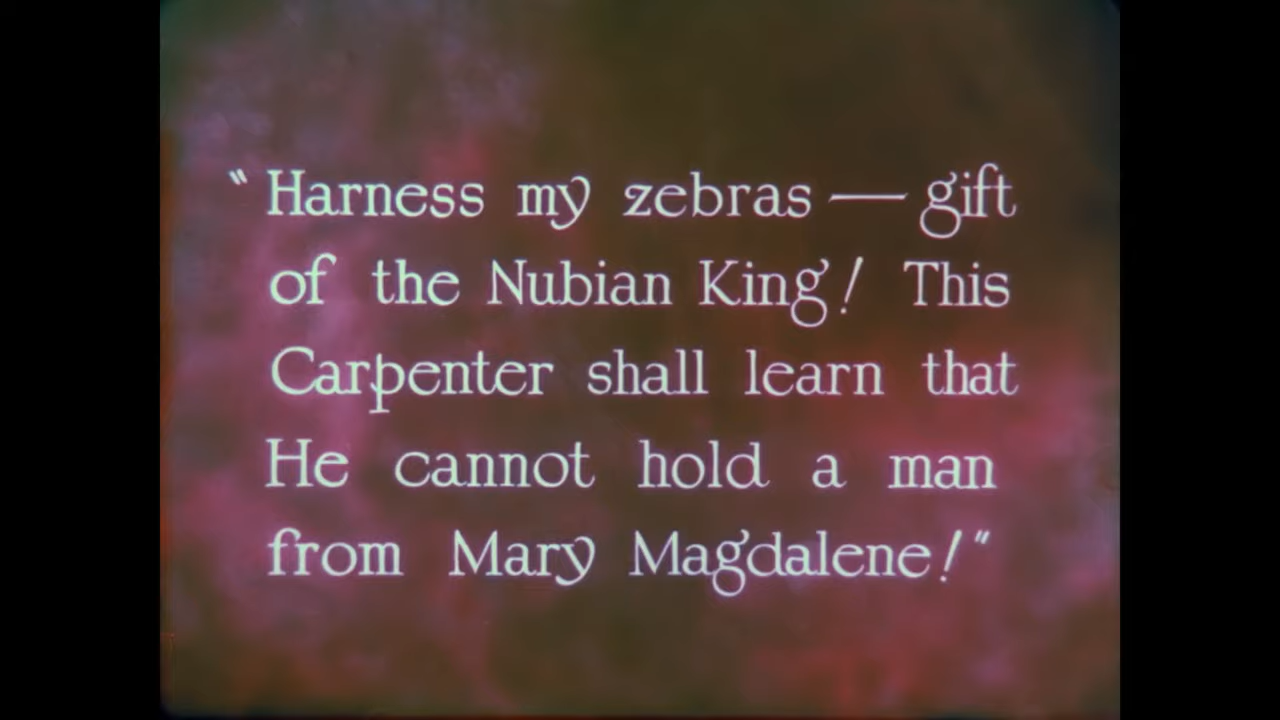 "Harness my zebras — gift
of the Nubian King! This
Carpenter shall learn that
He cannot hold a man
from Mary Magdalene!"